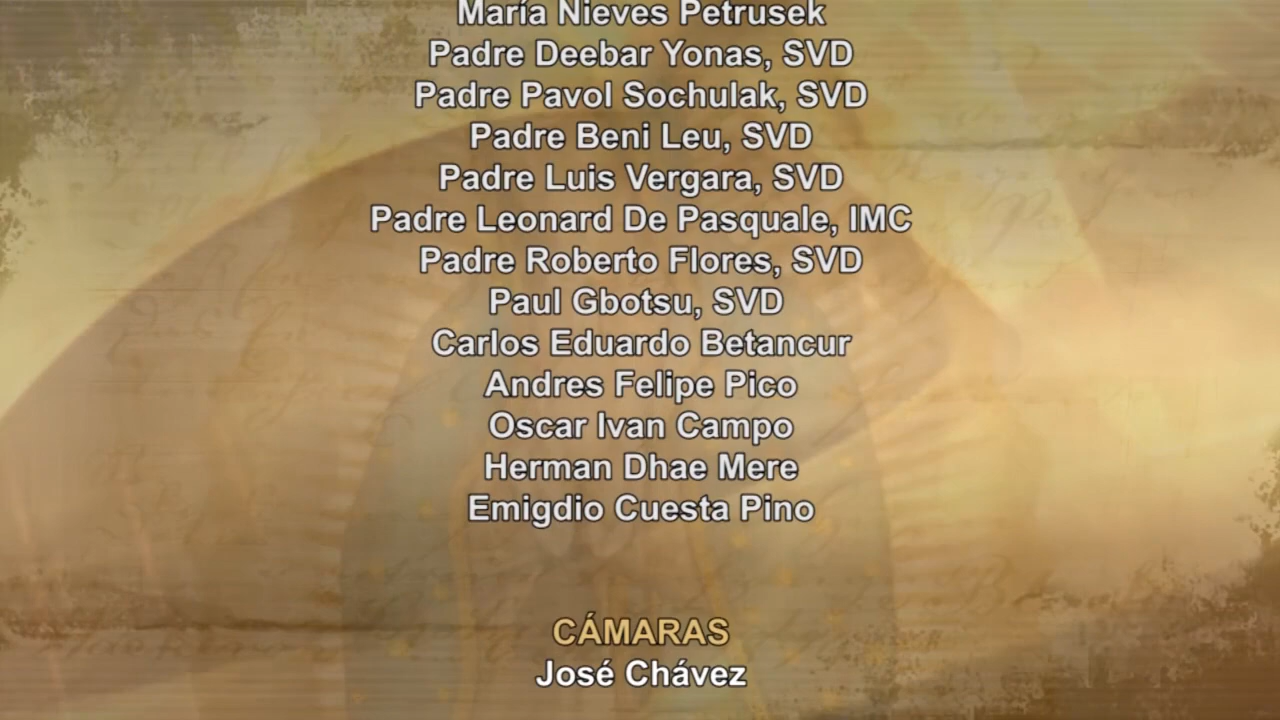 María Nieves Petrusek
Padre Deebar Yonas, SVD
Padre Pavol Sochulak, SVD
Padre Beni Leu, SVD
Padre Luis Vergara, SVD
Padre Leonard De Pasquale, IMC
Padre Roberto Flores, SVD
Paul Gbotsu, SVD
Carlos Eduardo Betancur
Andres Felipe Pico
Oscar Ivan Campo
Herman Dhae Mere
Emigdio Cuesta Pino
CÁMARAS
José Chávez